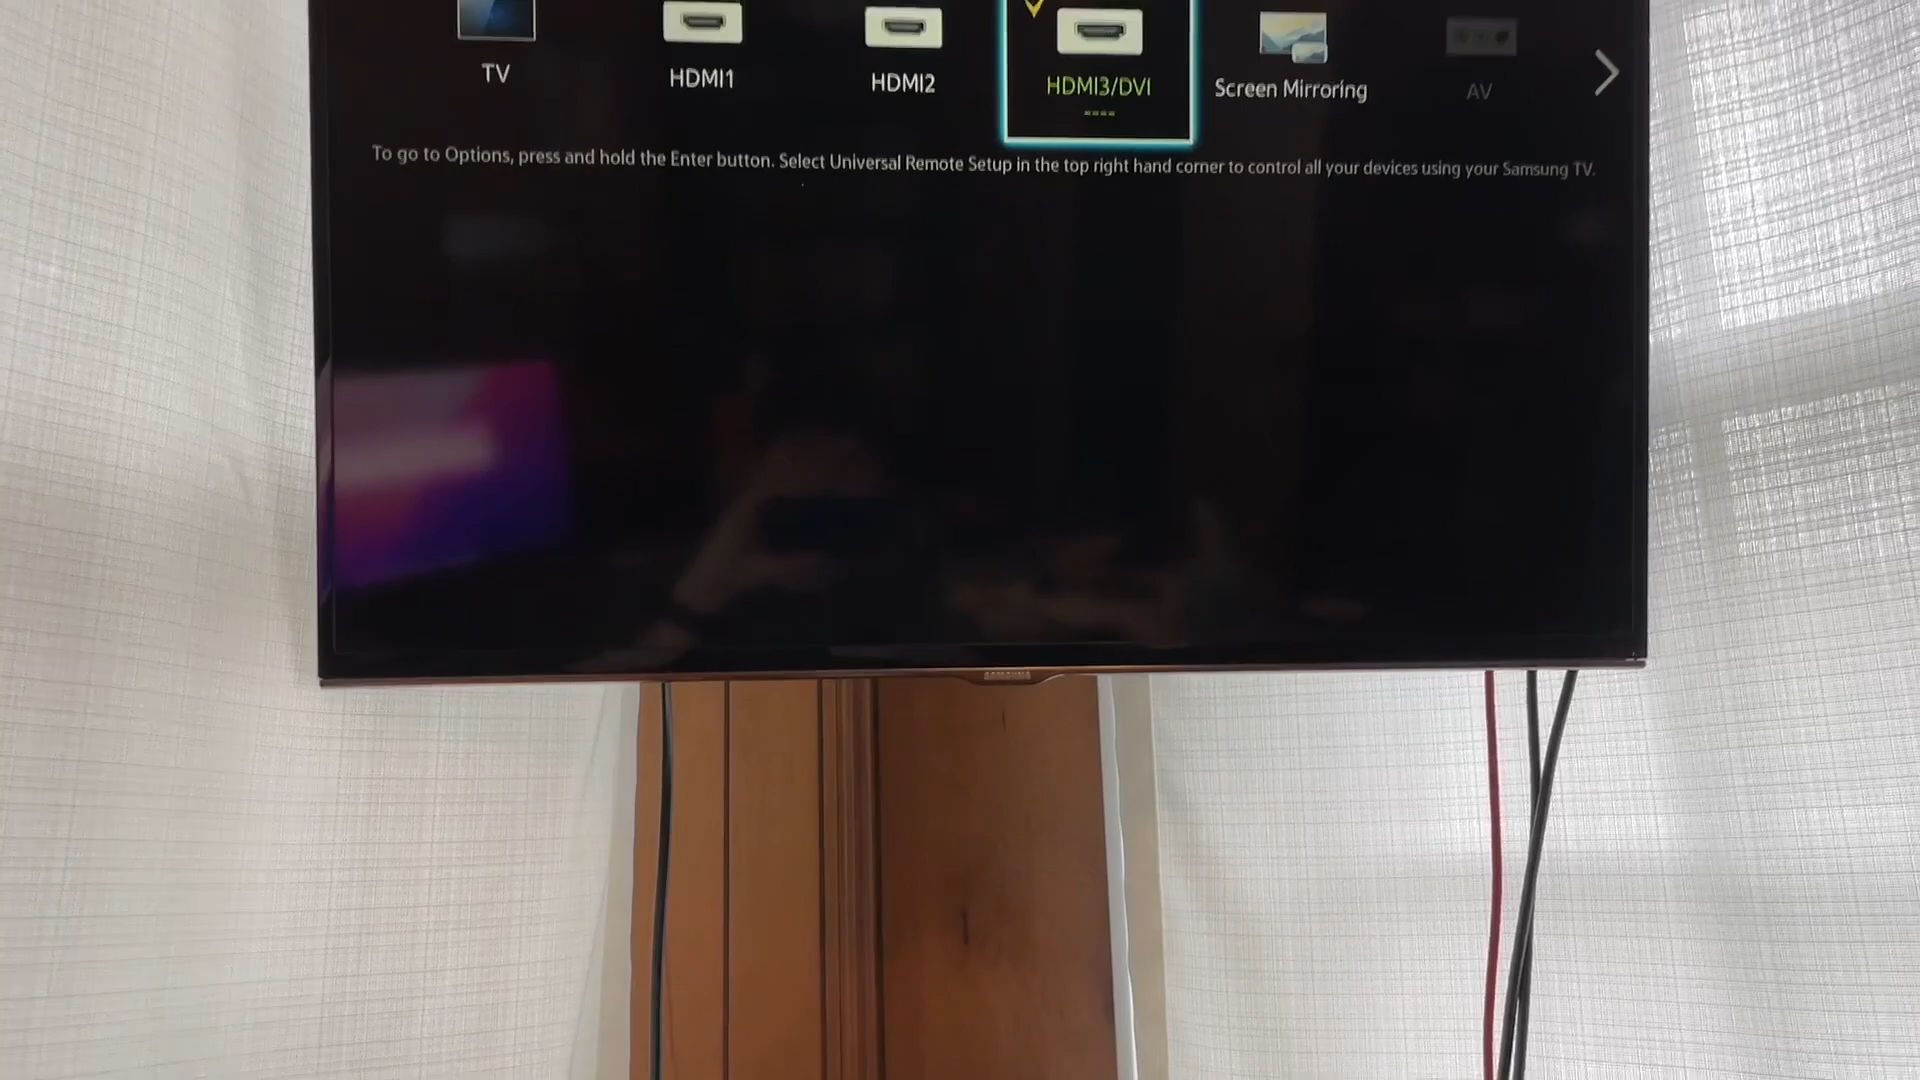 TV
HDMI1
HDMI2
HDMI3/DVI
Screen Mirroring
AV
To go to Options, press and hold the Enter button. Select Universal Remote Setup in the top right hand corner to control all your devices using your Samsung TV.
SAMSUNG